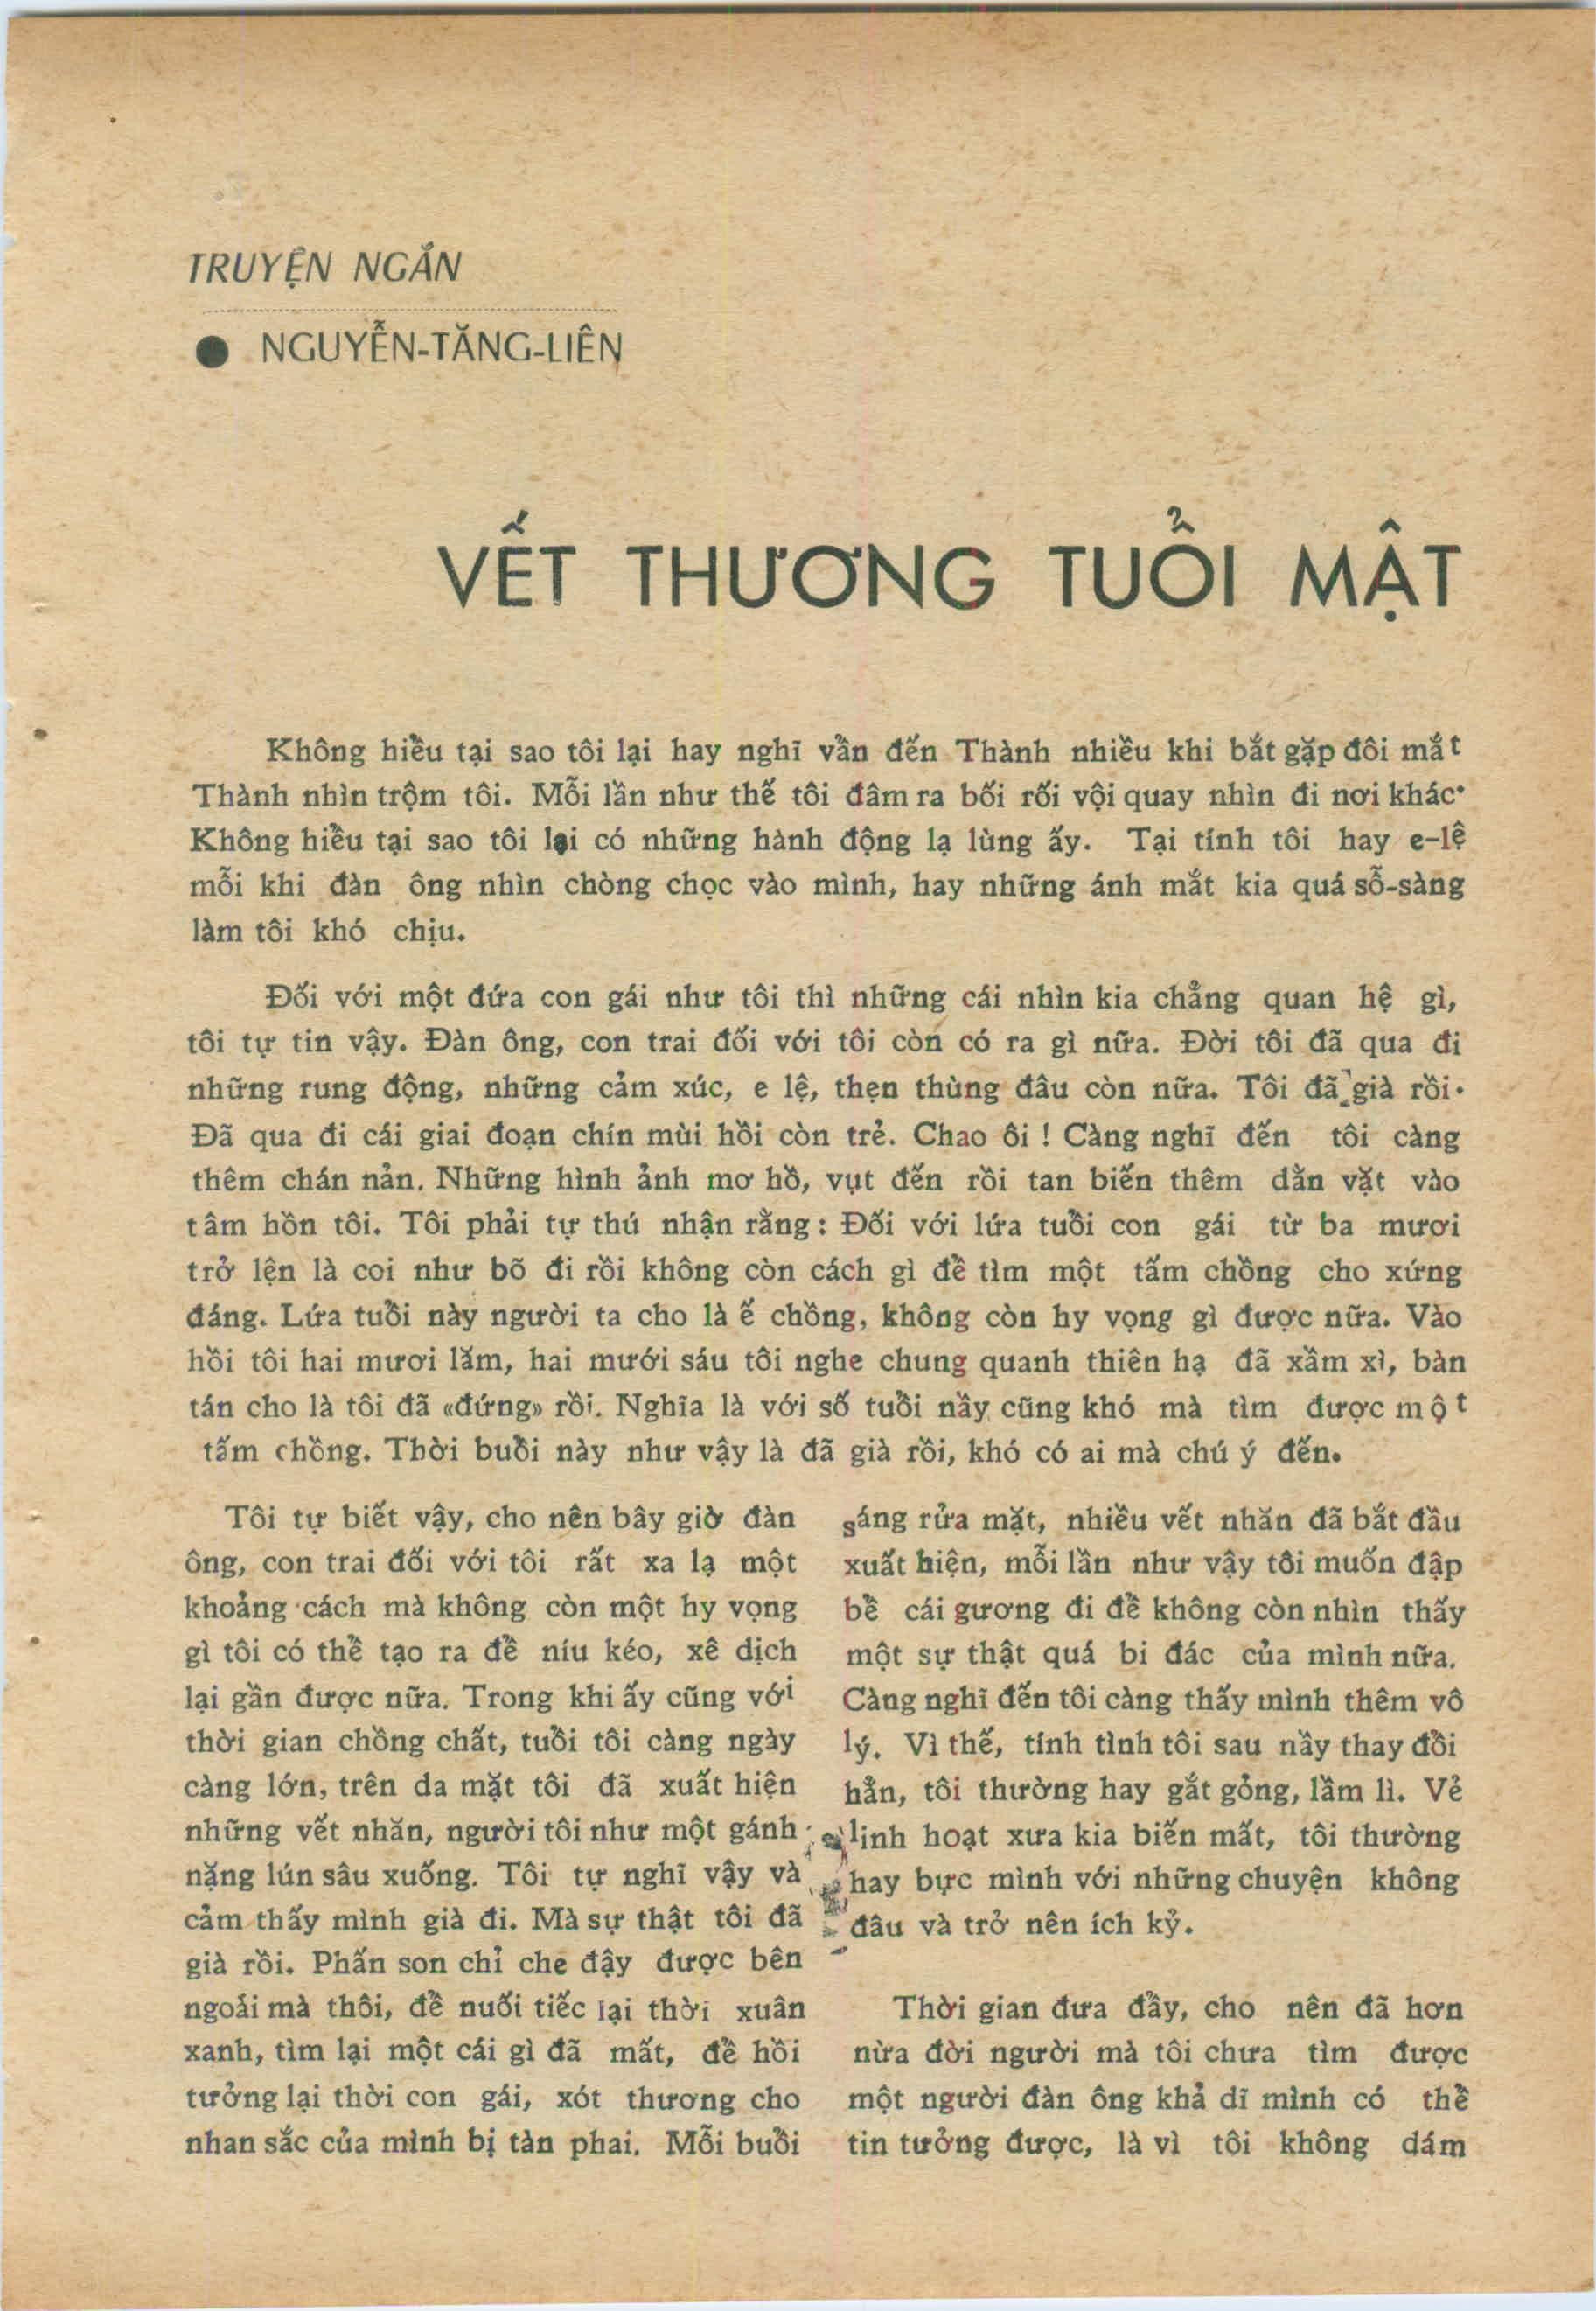 TRUYỆN NGẮN
● NGUYỄN-TĂNG-LIÊN
VẾT THƯƠNG TUỔI MẬT
Không hiểu tại sao tôi lại hay nghĩ vẩn đến Thành nhiều khi bắt gặp đôi mắt
Thành nhìn trộm tôi. Mỗi lần như thế tôi đâm ra bối rối vội quay nhìn đi nơi khác.
Không hiểu tại sao tôi lại có những hành động lạ lùng ấy. Tại tính tôi hay e-lệ
mỗi khi đàn ông nhìn chòng chọc vào mình, hay những ánh mắt kia quá sỗ-sàng
làm tôi khó chịu.
Đối với một đứa con gái như tôi thì những cái nhìn kia chẳng quan hệ gì,
tôi tự tin vậy. Đàn ông, con trai đối với tôi còn có ra gì nữa. Đời tôi đã qua đi
những rung động, những cảm xúc, e lệ, thẹn thùng đâu còn nữa. Tôi đã già rồi.
Đã qua đi cái giai đoạn chín mùi hồi còn trẻ. Chao ôi ! Càng nghĩ đến tôi càng
thêm chán nản. Những hình ảnh mơ hồ, vụt đến rồi tan biến thêm dằn vặt vào
tâm hồn tôi. Tôi phải tự thú nhận rằng : Đối với lứa tuổi con gái từ ba mươi
trở lện là coi như bõ đi rồi không còn cách gì để tìm một tấm chồng cho xứng
đáng. Lứa tuổi này người ta cho là ế chồng, không còn hy vọng gì được nữa. Vào
hồi tôi hai mươi lăm, hai mưới sáu tôi nghe chung quanh thiên hạ đã xầm xì, bàn
tán cho là tôi đã «đứng» rồi. Nghĩa là với số tuổi nầy cũng khó mà tìm được một
tấm chồng. Thời buổi này như vậy là đã già rồi, khó có ai mà chú ý đến.
Tôi tự biết vậy, cho nên bây giờ đàn
ông, con trai đối với tôi rất xa lạ một
khoảng cách mà không còn một hy vọng
gì tôi có thể tạo ra để níu kéo, xê dịch
lại gần được nữa. Trong khi ấy cũng với
thời gian chồng chất, tuổi tôi càng ngày
càng lớn, trên da mặt tôi đã xuất hiện
những vết nhăn, người tôi như một gánh
nặng lún sâu xuống. Tôi tự nghĩ vậy và
cảm thấy mình già đi. Mà sự thật tôi đã
già rồi. Phấn son chỉ che đậy được bên
ngoài mà thôi, để nuối tiếc lại thời xuân
xanh, tìm lại một cái gì đã mất, để hồi
tưởng lại thời con gái, xót thương cho
nhan sắc của mình bị tàn phai. Mỗi buổi
sáng rửa mặt, nhiều vết nhăn đã bắt đầu
xuất hiện, mỗi lần như vậy tôi muốn đập
bể cái gương đi để không còn nhìn thấy
một sự thật quá bi đác của mình nữa.
Càng nghĩ đến tôi càng thấy mình thêm vô
lý. Vì thế, tính tình tôi sau nầy thay đổi
hẳn, tôi thường hay gắt gỏng, lầm lì. Vẻ
linh hoạt xưa kia biến mất, tôi thường
hay bực mình với những chuyện không
đâu và trở nên ích kỷ.
Thời gian đưa đẩy, cho nên đã hơn
nửa đời người mà tôi chưa tìm được
một người đàn ông khả dĩ mình có thể
tin tưởng được, là vì tôi không dám